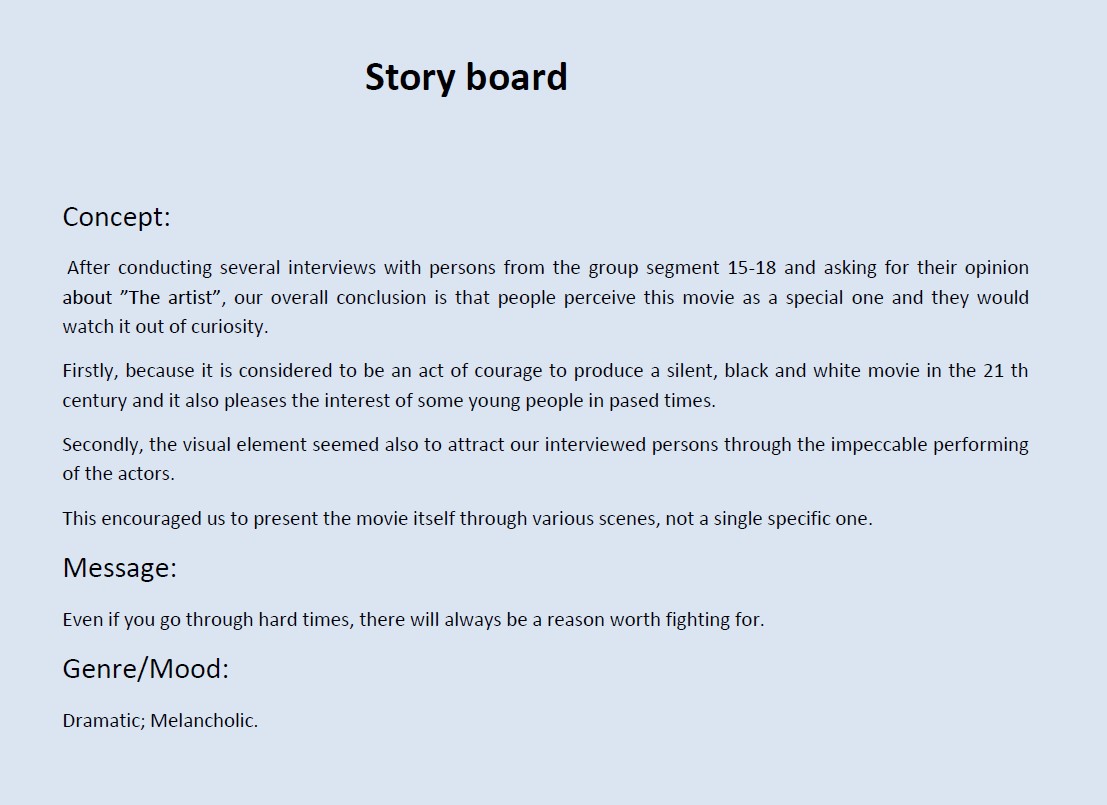 Story board
Concept:
After conducting several interviews with persons from the group segment 15-18 and asking for their opinion
about ”The artist”, our overall conclusion is that people perceive this movie as a special one and they would
watch it out of curiosity.
Firstly, because it is considered to be an act of courage to produce a silent, black and white movie in the 21 th
century and it also pleases the interest of some young people in pased times.
Secondly, the visual element seemed also to attract our interviewed persons through the impeccable performing
of the actors.
This encouraged us to present the movie itself through various scenes, not a single specific one.
Message:
Even if you go through hard times, there will always be a reason worth fighting for.
Genre/Mood:
Dramatic; Melancholic.